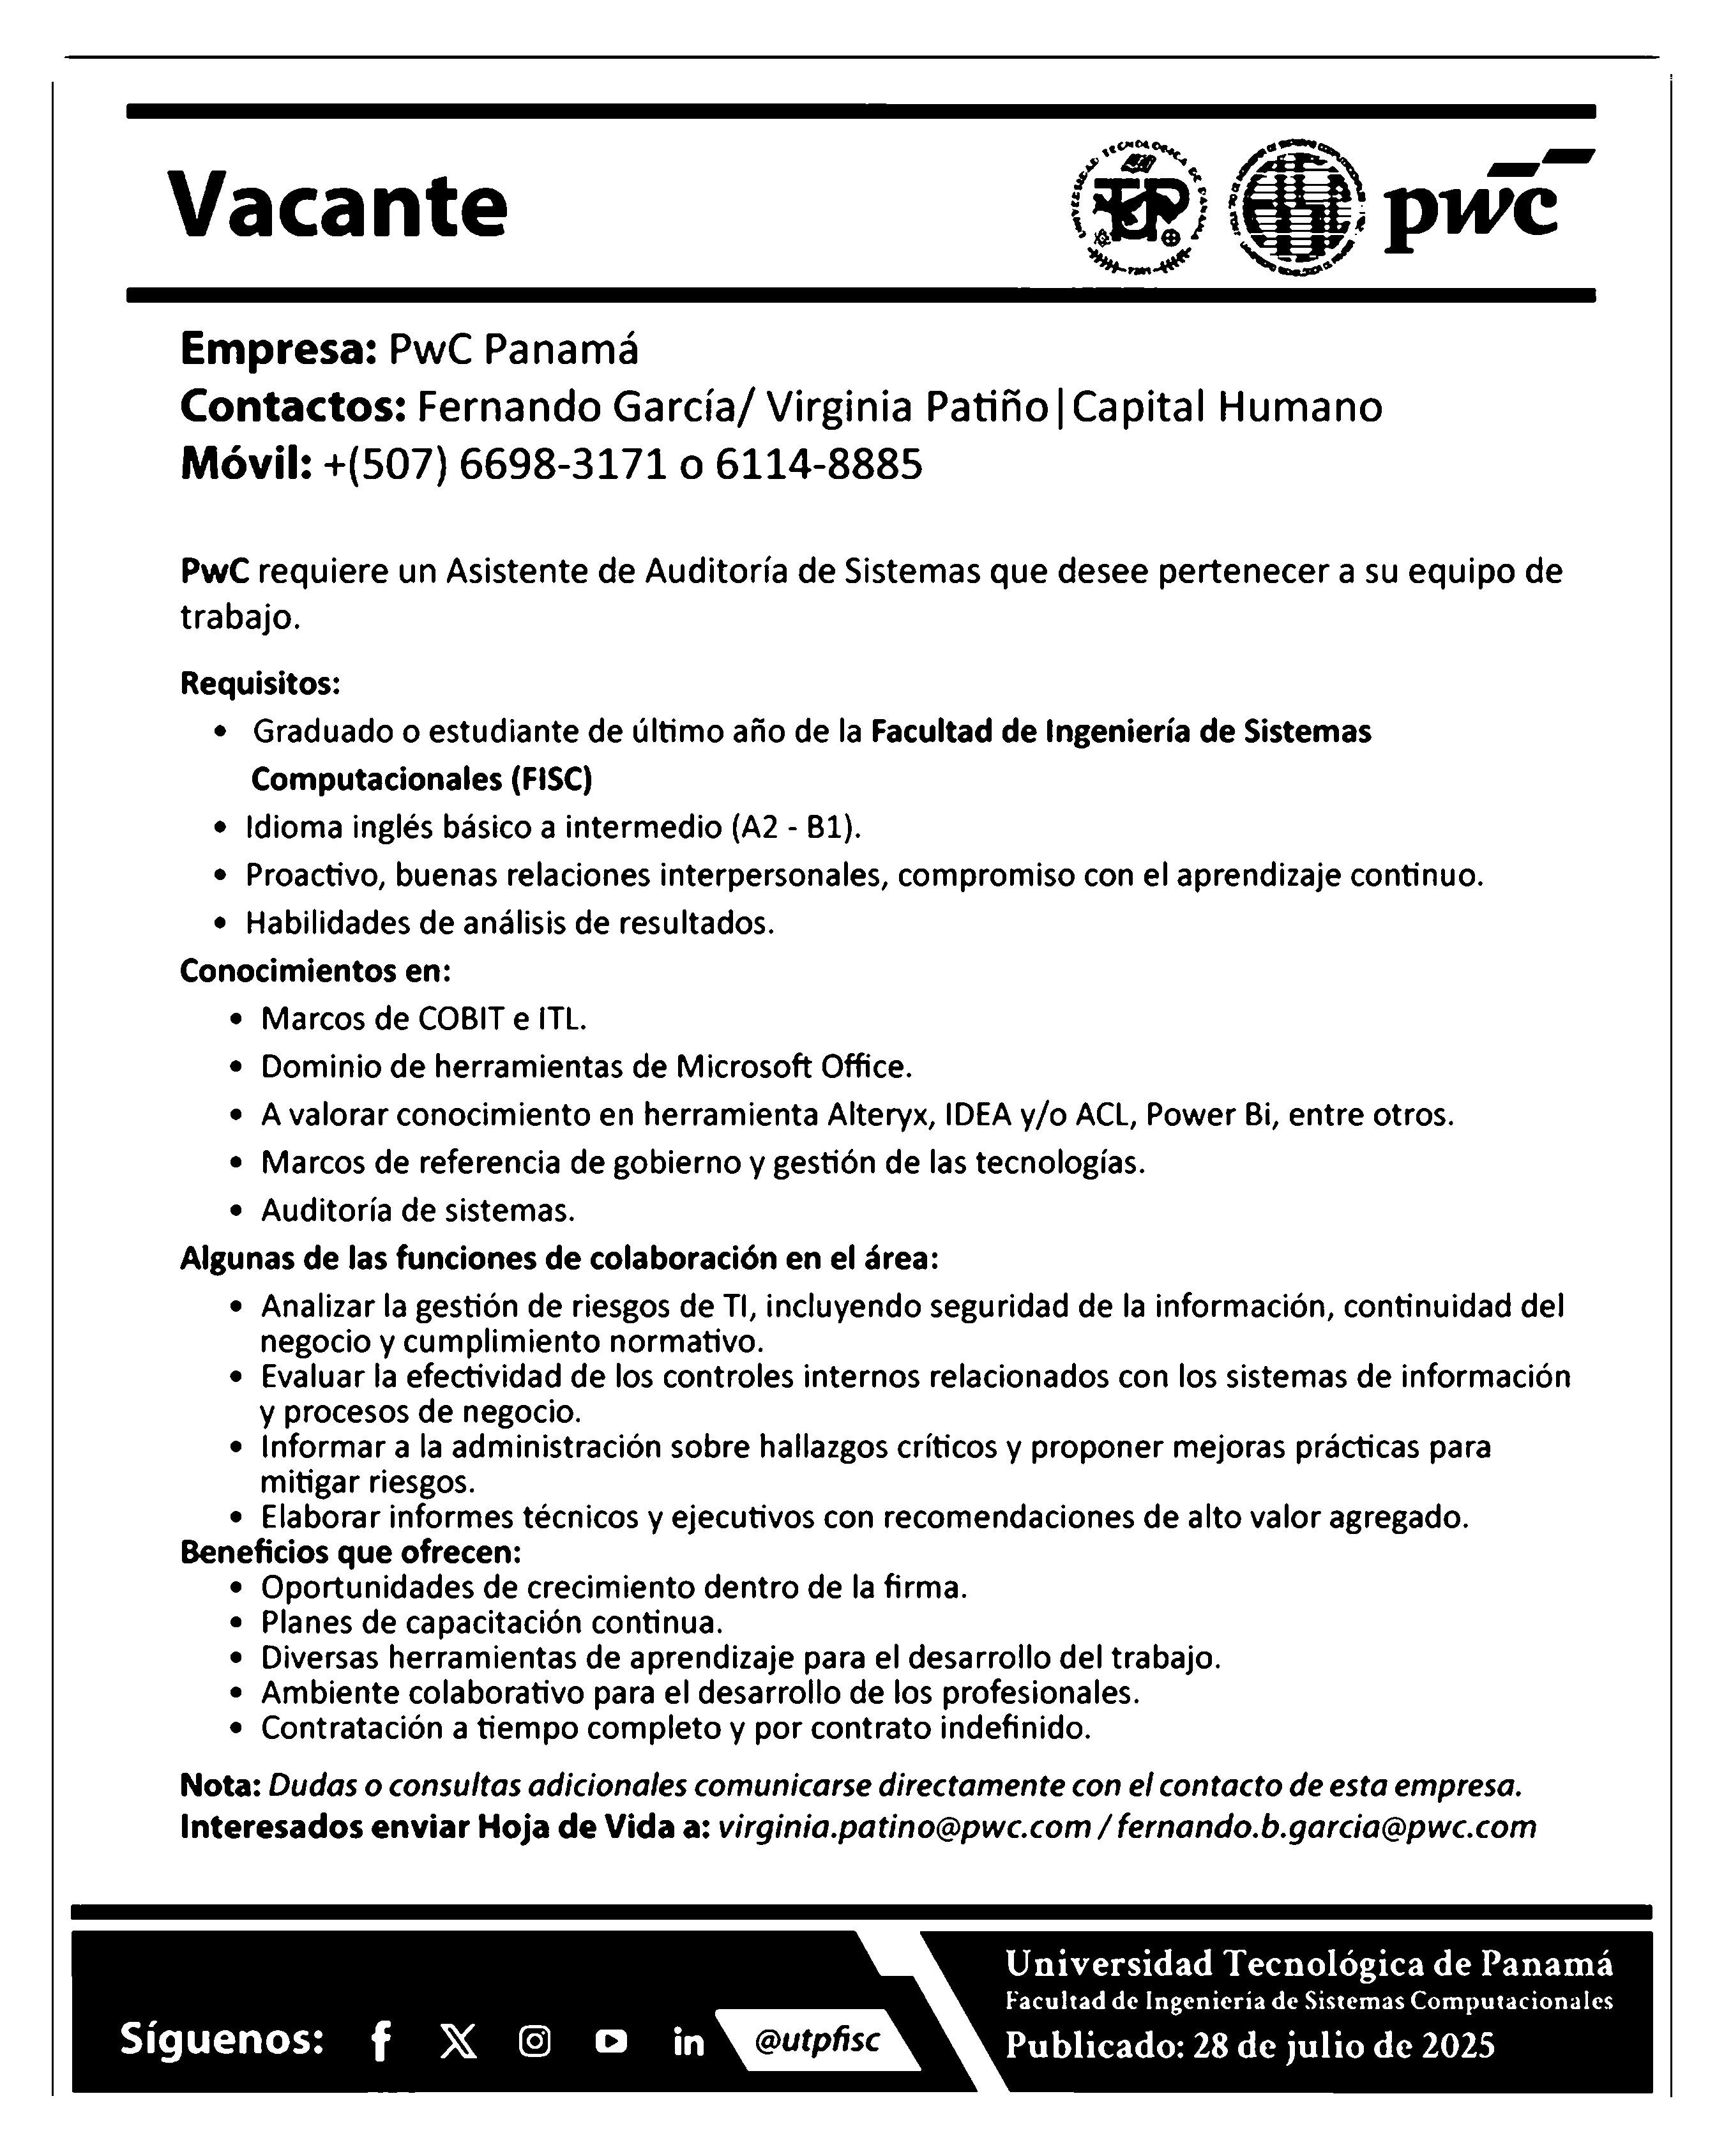 Vacante
pwc
Empresa: PwC Panamá
Contactos: Fernando García/ Virginia Patiño|Capital Humano
Móvil: +(507) 6698-3171 o 6114-8885
PwC requiere un Asistente de Auditoría de Sistemas que desee pertenecer a su equipo de
trabajo.
Requisitos:
• Graduado o estudiante de último año de la Facultad de Ingeniería de Sistemas
Computacionales (FISC)
• Idioma inglés básico a intermedio (A2 - B1).
• Proactivo, buenas relaciones interpersonales, compromiso con el aprendizaje continuo.
• Habilidades de análisis de resultados.
Conocimientos en:
• Marcos de COBIT e ITL.
• Dominio de herramientas de Microsoft Office.
• A valorar conocimiento en herramienta Alteryx, IDEA y/o ACL, Power Bi, entre otros.
• Marcos de referencia de gobierno y gestión de las tecnologías.
• Auditoría de sistemas.
Algunas de las funciones de colaboración en el área:
• Analizar la gestión de riesgos de TI, incluyendo seguridad de la información, continuidad del
negocio y cumplimiento normativo.
• Evaluar la efectividad de los controles internos relacionados con los sistemas de información
y procesos de negocio.
• Informar a la administración sobre hallazgos críticos y proponer mejoras prácticas para
mitigar riesgos.
• Elaborar informes técnicos y ejecutivos con recomendaciones de alto valor agregado.
Beneficios que ofrecen:
• Oportunidades de crecimiento dentro de la firma.
• Planes de capacitación continua.
• Diversas herramientas de aprendizaje para el desarrollo del trabajo.
• Ambiente colaborativo para el desarrollo de los profesionales.
• Contratación a tiempo completo y por contrato indefinido.
Nota: Dudas o consultas adicionales comunicarse directamente con el contacto de esta empresa.
Interesados enviar Hoja de Vida a: virginia.patino@pwc.com / fernando.b.garcia@pwc.com
Universidad Tecnológica de Panamá
Facultad de Ingeniería de Sistemas Computacionales
Publicado: 28 de julio de 2025
Síguenos: @utpfisc